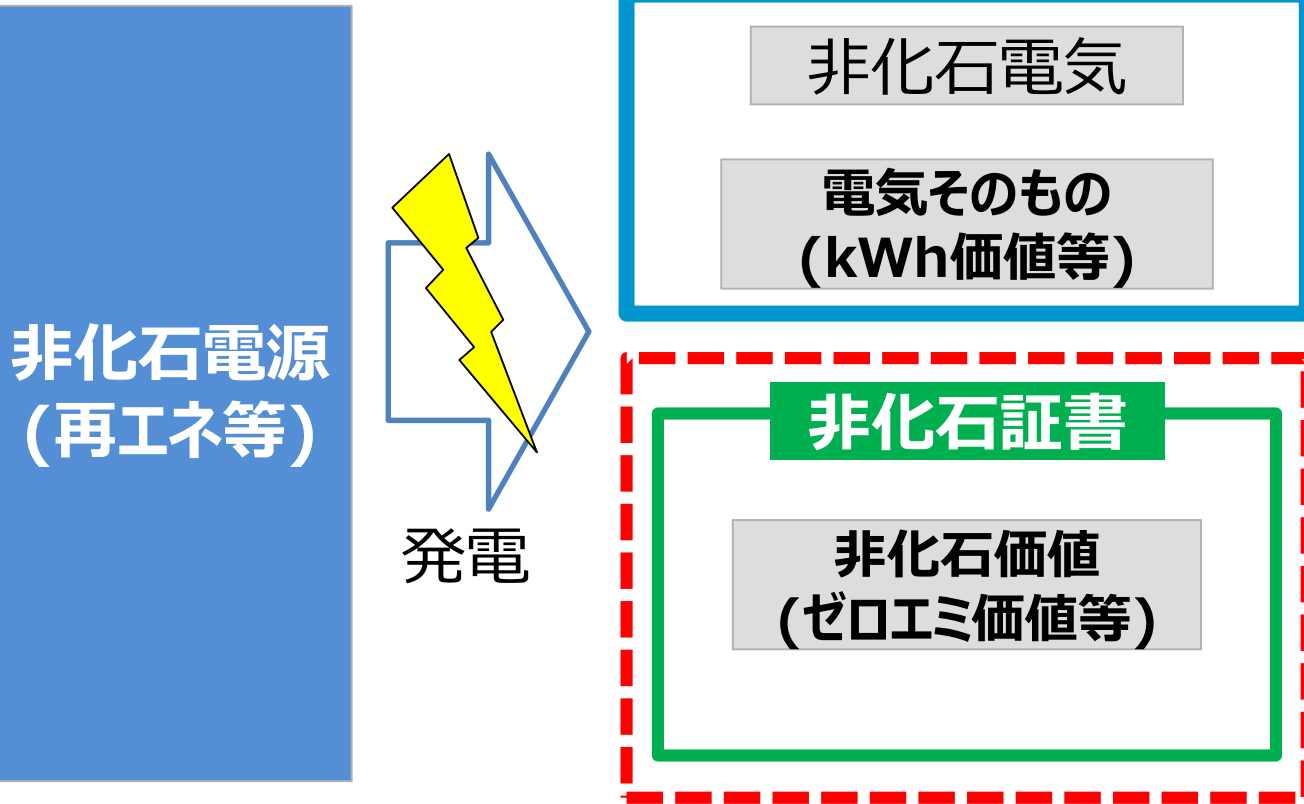 非化石電源
(再エネ等)
発電
非化石電気
電気そのもの
(kWh価値等)
非化石証書
非化石価値
(ゼロエミ価値等)